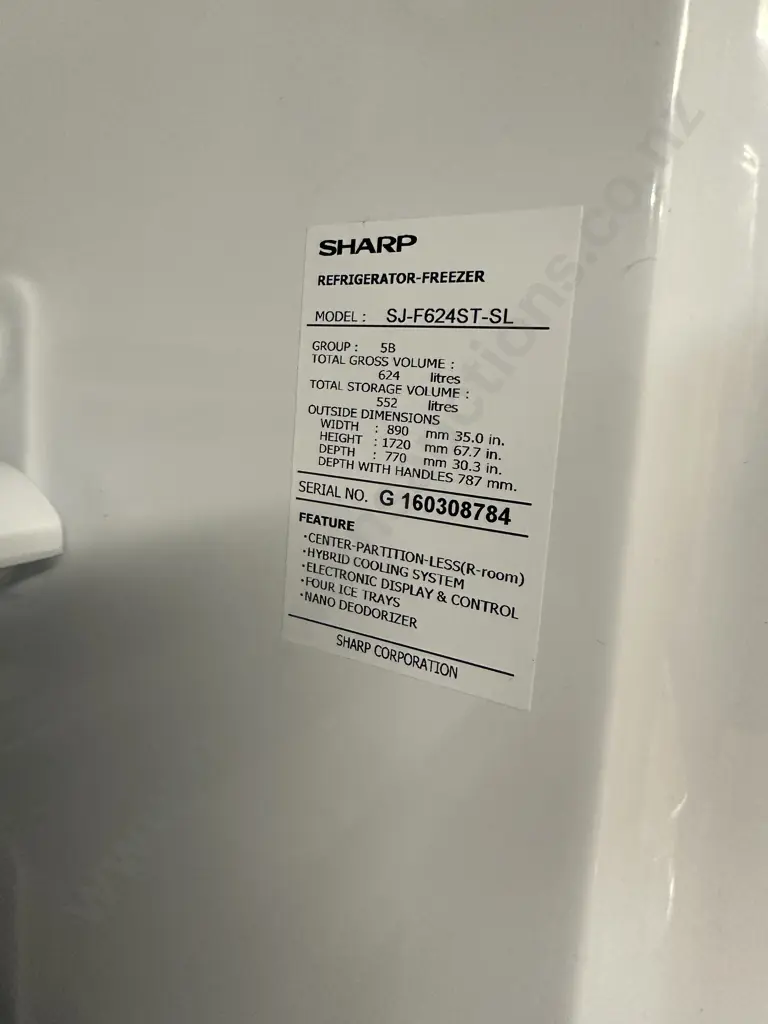 SHARP
REFRIGERATOR-FREEZER
MODEL : SJ-F624ST-SL
GROUP : 5B
TOTAL GROSS VOLUME :
624 litres
TOTAL STORAGE VOLUME :
552 litres
OUTSIDE DIMENSIONS
WIDTH : 890 mm 35.0 in.
HEIGHT : 1720 mm 67.7 in.
DEPTH : 770 mm 30.3 in.
DEPTH WITH HANDLES 787 mm.
SERIAL NO. G 160308784
FEATURE
·CENTER-PARTITION-LESS(R-room)
·HYBRID COOLING SYSTEM
·ELECTRONIC DISPLAY & CONTROL
·FOUR ICE TRAYS
·NANO DEODORIZER
SHARP CORPORATION